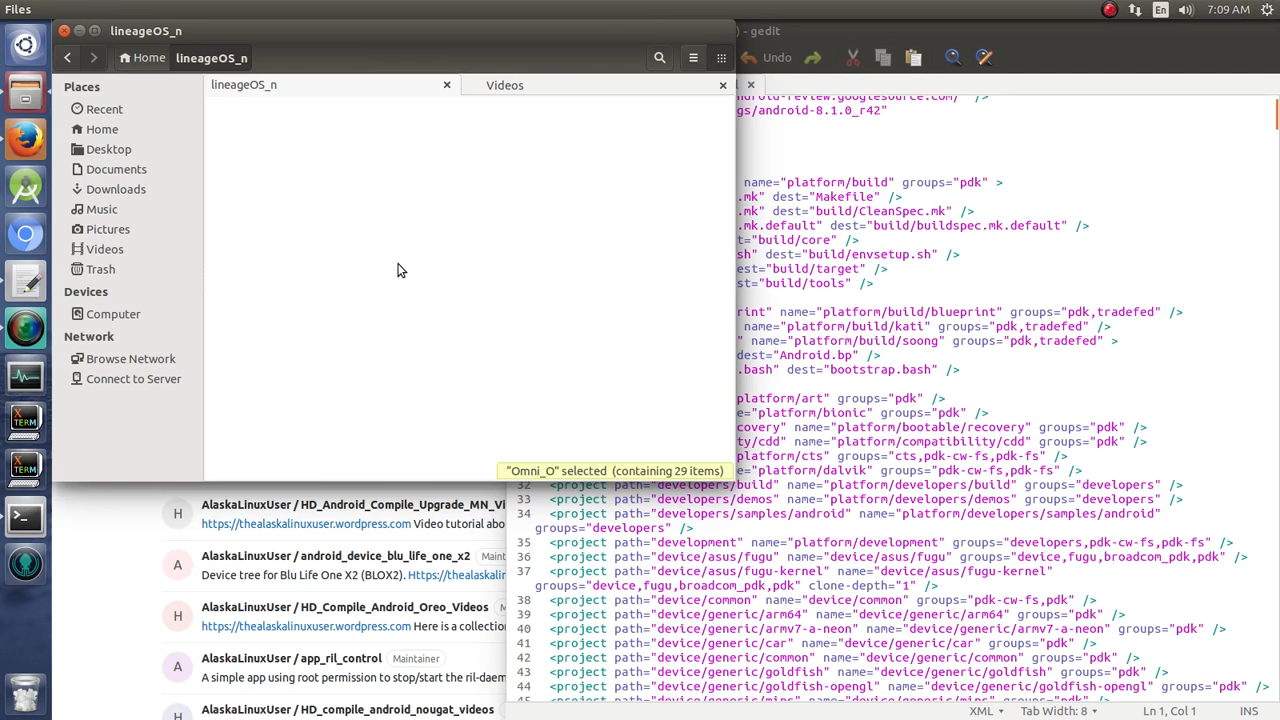 Files
En
7:09 AM
lineageOS_n
) - gedit
Home
lineageOS_n
Undo
Places
lineageOS_n
Videos
Recent
Home
Desktop
Documents
Downloads
Music
Pictures
Videos
Trash
Devices
Computer
Network
Browse Network
Connect to Server
"Omni_O" selected (containing 29 items)
ndroid-review.googlesource.com/" />
gs/android-8.1.0_r42"
name="platform/build" groups="pdk" >
.mk" dest="Makefile" />
.mk" dest="build/CleanSpec.mk" />
.mk.default" dest="build/buildspec.mk.default" />
t="build/core" />
sh" dest="build/envsetup.sh" />
est="build/target" />
st="build/tools" />
rint" name="platform/build/blueprint" groups="pdk,tradefed" />
name="platform/build/kati" groups="pdk,tradefed" />
" name="platform/build/soong" groups="pdk,tradefed" >
dest="Android.bp" />
.bash" dest="bootstrap.bash" />
platform/art" groups="pdk" />
e="platform/bionic" groups="pdk" />
covery" name="platform/bootable/recovery" groups="pdk" />
ty/cdd" name="platform/compatibility/cdd" groups="pdk" />
platform/cts" groups="cts,pdk-cw-fs,pdk-fs" />
="platform/dalvik" groups="pdk-cw-fs,pdk-fs" />
32 <project path="developers/build" name="platform/developers/build" groups="developers" />
33 <project path="developers/demos" name="platform/developers/demos" groups="developers" />
34 <project path="developers/samples/android" name="platform/developers/samples/android"
groups="developers" />
35 <project path="development" name="platform/development" groups="developers,pdk-cw-fs,pdk-fs" />
36 <project path="device/asus/fugu" name="device/asus/fugu" groups="device,fugu,broadcom_pdk,pdk" />
37 <project path="device/asus/fugu-kernel" name="device/asus/fugu-kernel"
groups="device,fugu,broadcom_pdk,pdk" clone-depth="1" />
38 <project path="device/common" name="device/common" groups="pdk-cw-fs,pdk" />
39 <project path="device/generic/arm64" name="device/generic/arm64" groups="pdk" />
40 <project path="device/generic/armv7-a-neon" name="device/generic/armv7-a-neon" groups="pdk" />
41 <project path="device/generic/car" name="device/generic/car" groups="pdk" />
42 <project path="device/generic/common" name="device/generic/common" groups="pdk" />
43 <project path="device/generic/goldfish" name="device/generic/goldfish" groups="pdk" />
44 <project path="device/generic/goldfish-opengl" name="device/generic/goldfish-opengl" groups="pdk" />
XML
Tab Width: 8
Ln 1, Col 1
INS
H
AlaskaLinuxUser / HD_Android_Compile_Upgrade_MN_Vi
https://thealaskalinuxuser.wordpress.com Video tutorial abo
A
AlaskaLinuxUser / android_device_blu_life_one_x2 Maint
Device tree for Blu Life One X2 (BLOX2). Https://thealaskalin
H
AlaskaLinuxUser / HD_Compile_Android_Oreo_Videos
https://thealaskalinuxuser.wordpress.com Here is a collection
A
AlaskaLinuxUser / app_ril_control Maintainer
A simple app using root permission to stop/start the ril-daem
H
AlaskaLinuxUser / HD_compile_android_nougat_videos
X
TERM
X
TERM